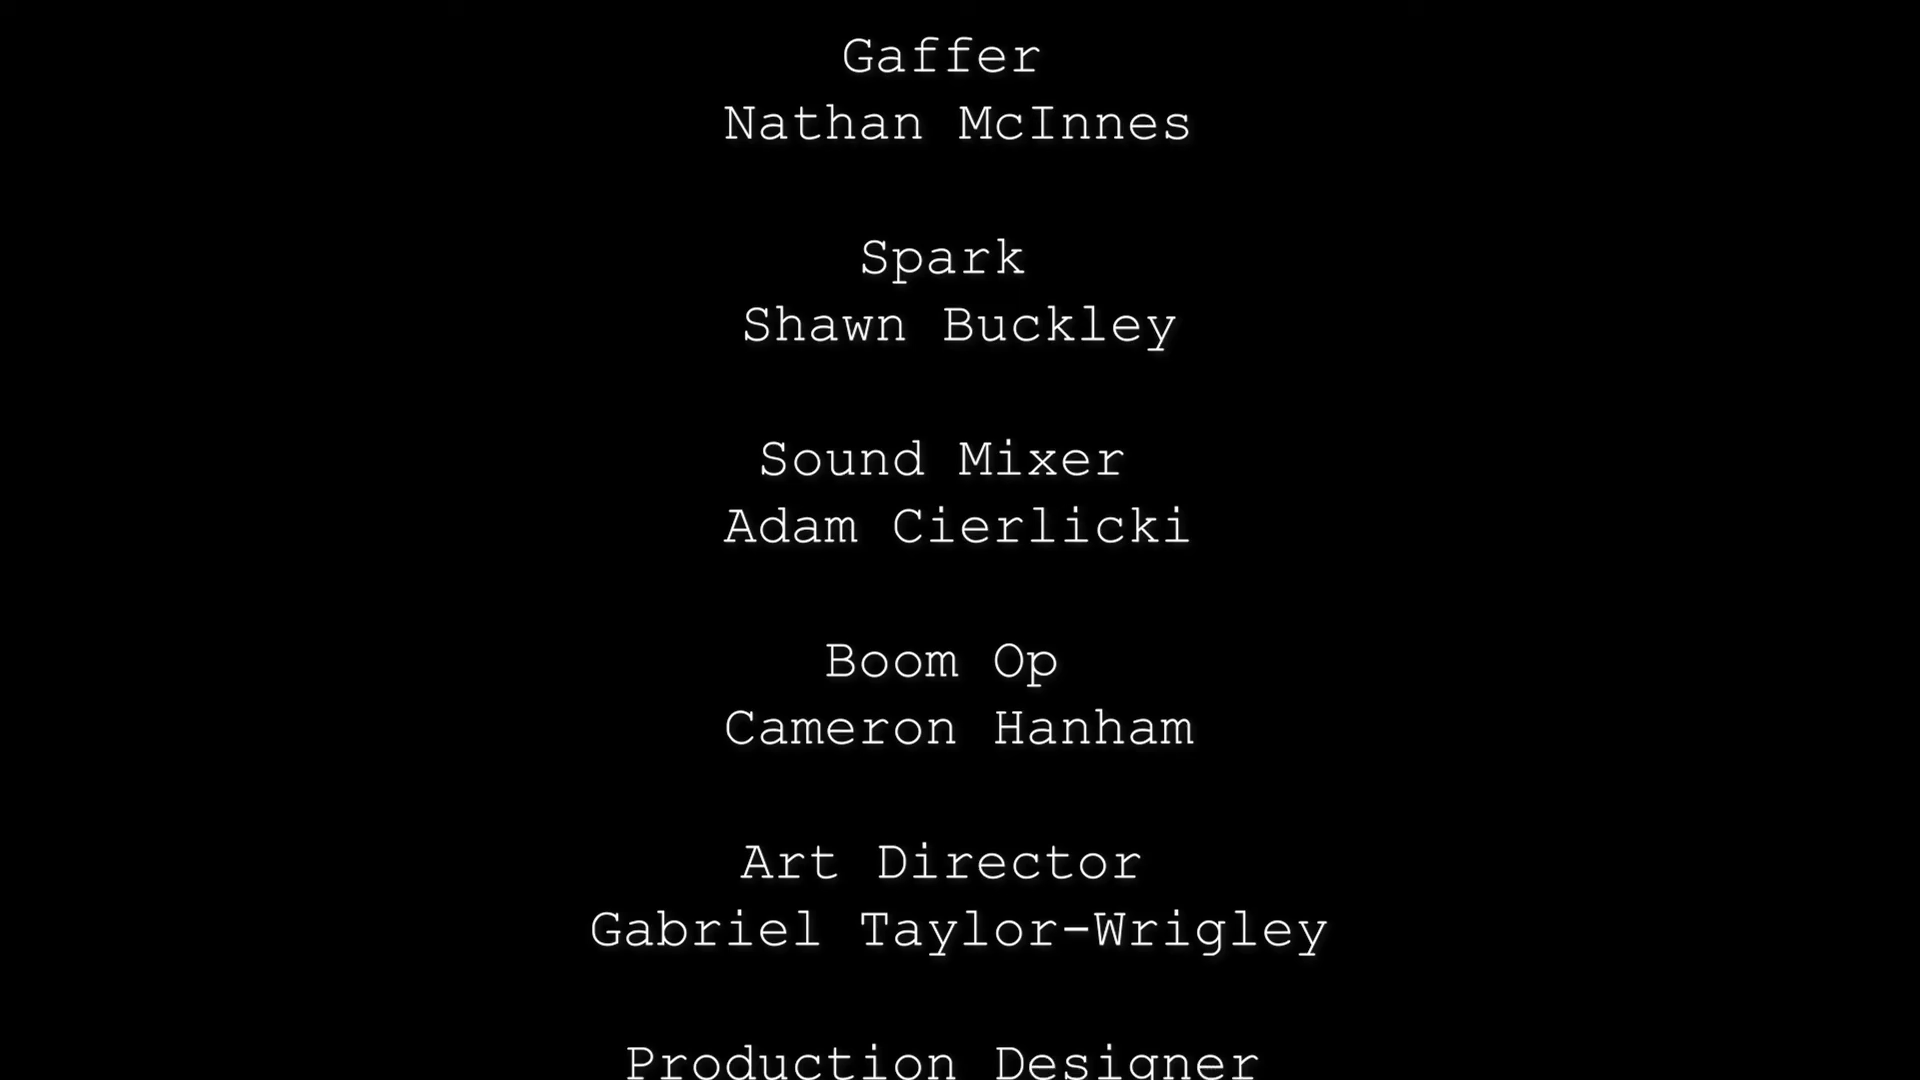 Gaffer
Nathan McInnes
Spark
Shawn Buckley
Sound Mixer
Adam Cierlicki
Boom Op
Cameron Hanham
Art Director
Gabriel Taylor-Wrigley
Production Designer